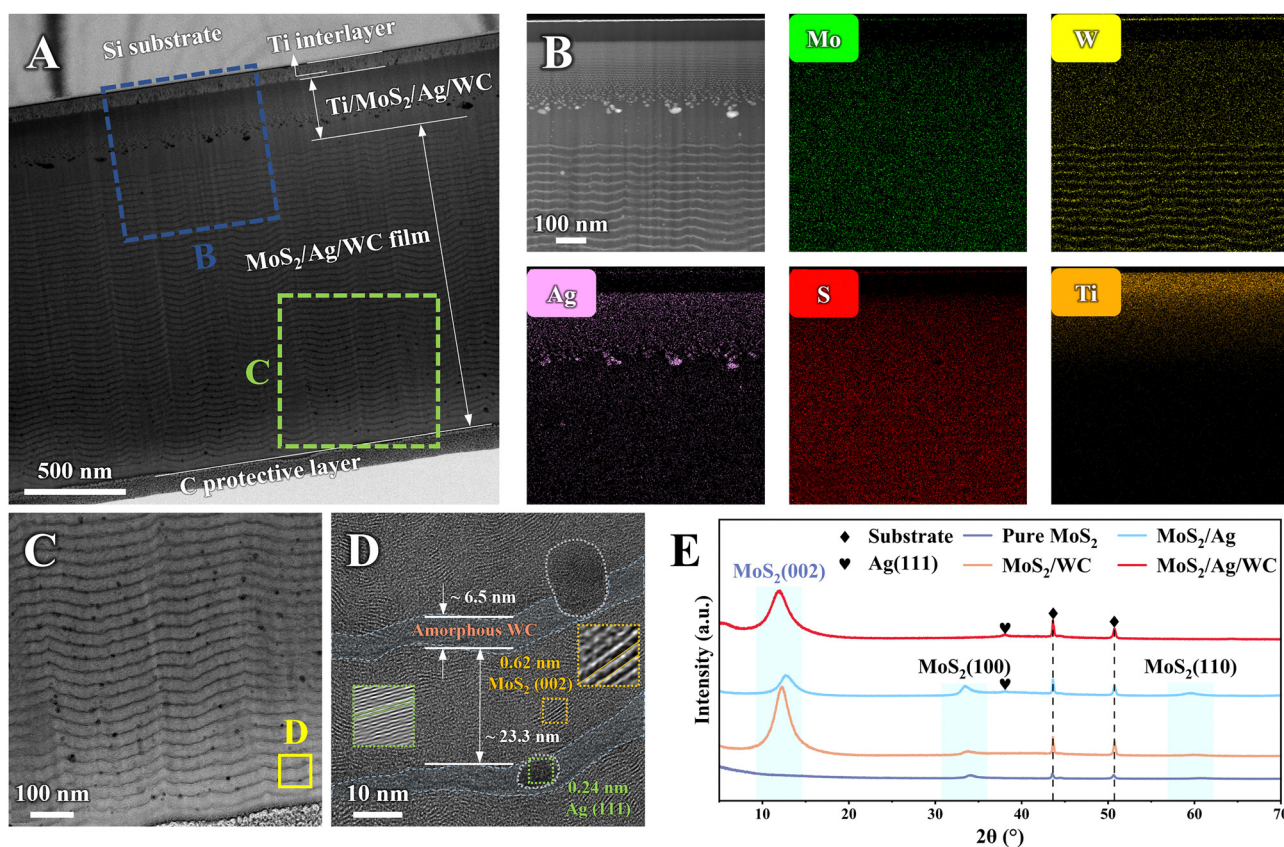 A
Si substrate
Ti interlayer
Ti/MoS₂/Ag/WC
B
MoS₂/Ag/WC film
C
500 nm
C protective layer
B
100 nm
Mo
W
Ag
S
Ti
C
D
100 nm
D
~ 6.5 nm
Amorphous WC
0.62 nm
MoS₂ (002)
~ 23.3 nm
0.24 nm
Ag (111)
10 nm
E
♦ Substrate
Pure MoS₂
MoS₂/Ag
♥ Ag(111)
MoS₂/WC
MoS₂/Ag/WC
MoS₂(002)
MoS₂(100)
MoS₂(110)
Intensity (a.u.)
10 20 30 40 50 60 70
2θ (°)